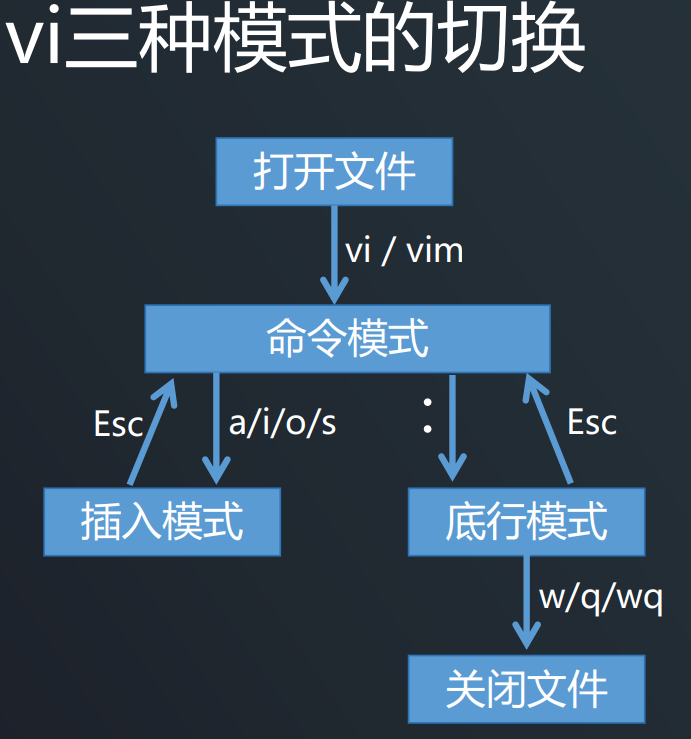 vi三种模式的切换
打开文件
vi / vim
命令模式
Esc
a/i/o/s
:
Esc
插入模式
底行模式
w/q/wq
关闭文件